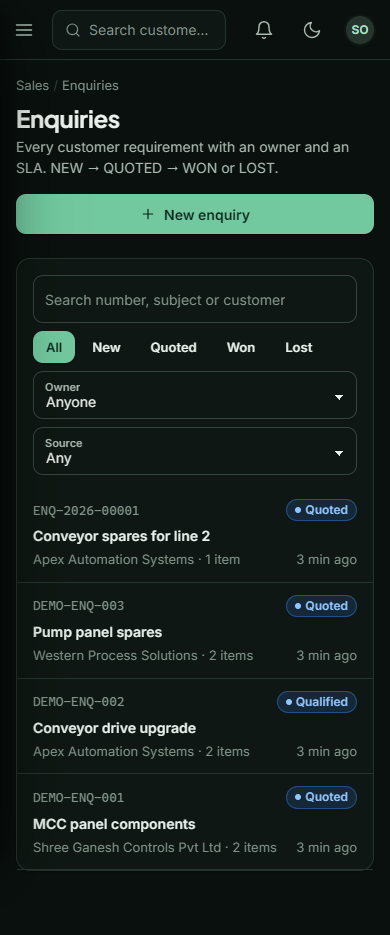 Search custome...
SO
Sales / Enquiries
Enquiries
Every customer requirement with an owner and an
SLA. NEW → QUOTED → WON or LOST.
+ New enquiry
Search number, subject or customer
All New Quoted Won Lost
Owner
Anyone
Source
Any
ENQ-2026-00001 Quoted
Conveyor spares for line 2
Apex Automation Systems · 1 item 3 min ago
DEMO-ENQ-003 Quoted
Pump panel spares
Western Process Solutions · 2 items 3 min ago
DEMO-ENQ-002 Qualified
Conveyor drive upgrade
Apex Automation Systems · 2 items 3 min ago
DEMO-ENQ-001 Quoted
MCC panel components
Shree Ganesh Controls Pvt Ltd · 2 items 3 min ago